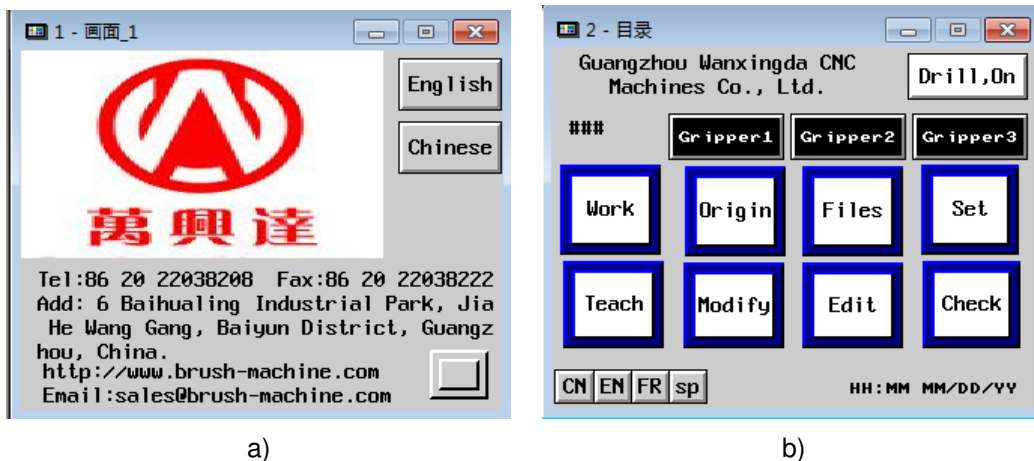 1 - 画面_1
English
Chinese
萬興達
Tel:86 20 22038208 Fax:86 20 22038222
Add: 6 Baihualing Industrial Park, Jia
He Wang Gang, Baiyun District, Guangz
hou, China.
http://www.brush-machine.com
Email:sales@brush-machine.com
a)
2 - 目录
Guangzhou Wanxingda CNC
Machines Co., Ltd.
Drill,On
###
Gripper1 Gripper2 Gripper3
Work Origin Files Set
Teach Modify Edit Check
CN EN FR sp
HH:MM MM/DD/YY
b)